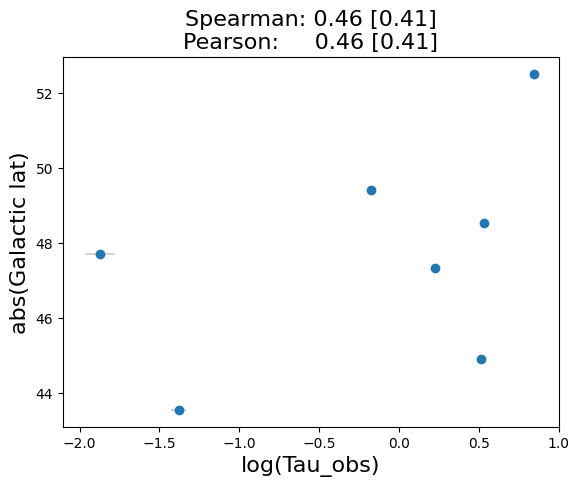 Spearman: 0.46 [0.41]
Pearson: 0.46 [0.41]
abs(Galactic lat)
52
50
48
46
44
−2.0 −1.5 −1.0 −0.5 0.0 0.5 1.0
log(Tau_obs)